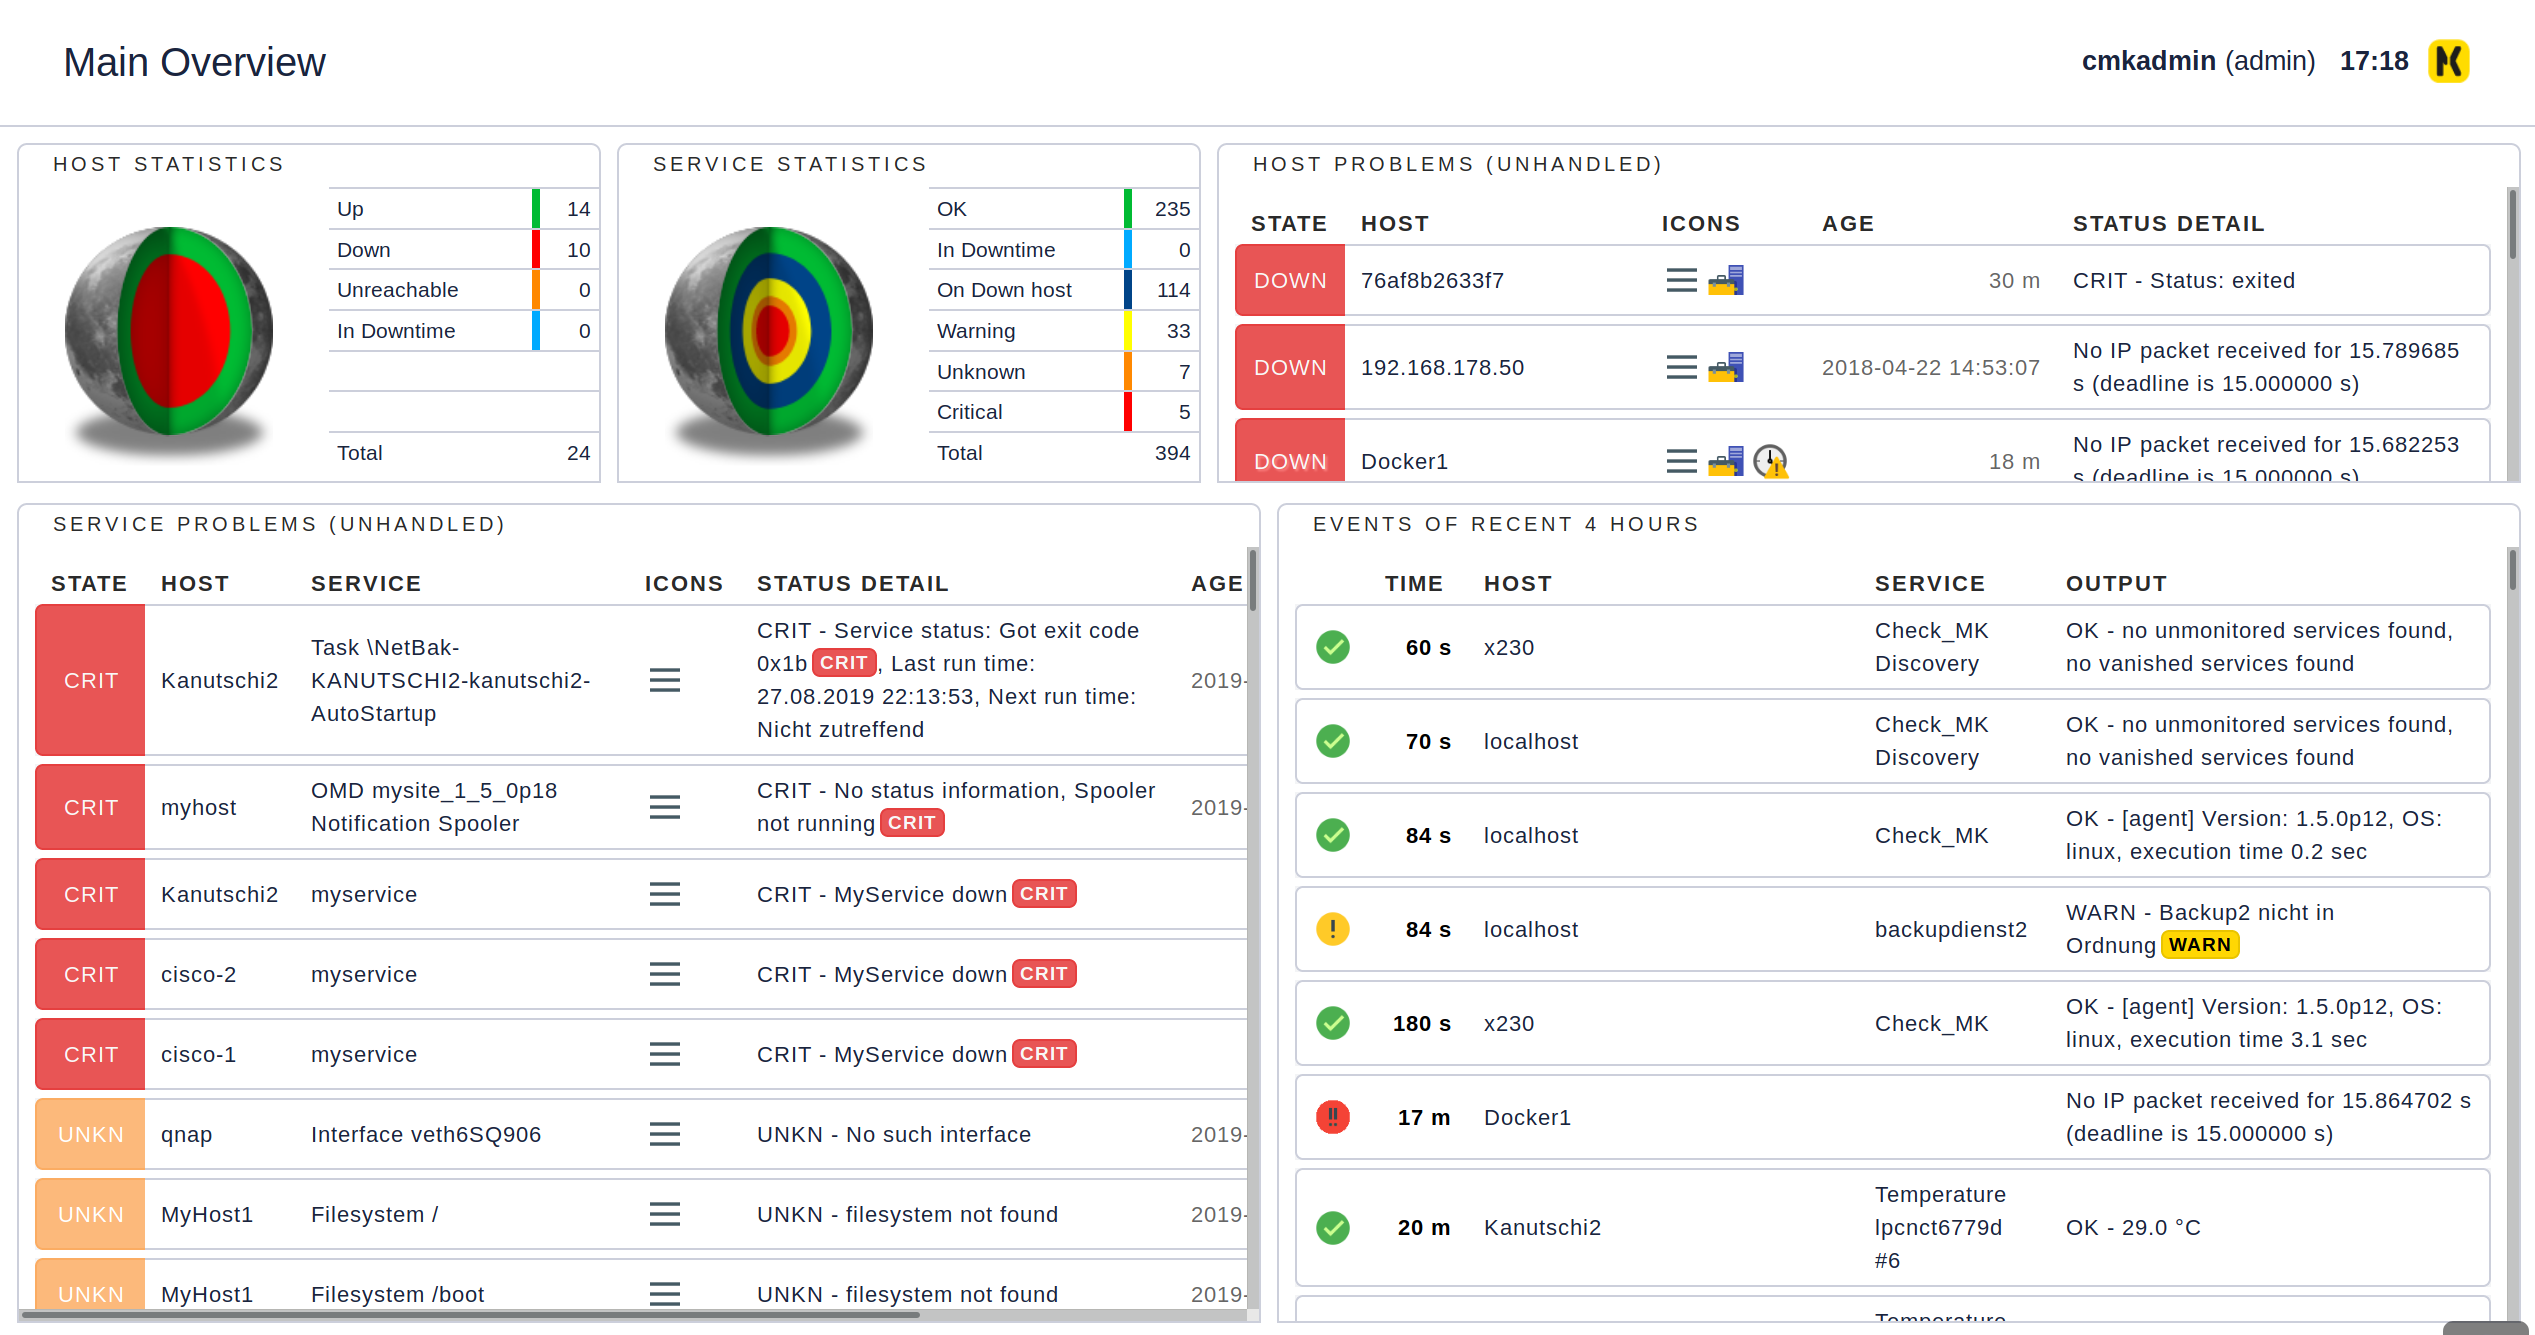 Main Overview
cmkadmin (admin) 17:18
HOST STATISTICS
Up 14
Down 10
Unreachable 0
In Downtime 0
Total 24
SERVICE STATISTICS
OK 235
In Downtime 0
On Down host 114
Warning 33
Unknown 7
Critical 5
Total 394
HOST PROBLEMS (UNHANDLED)
STATE HOST ICONS AGE STATUS DETAIL
DOWN 76af8b2633f7 30 m CRIT - Status: exited
DOWN 192.168.178.50 2018-04-22 14:53:07 No IP packet received for 15.789685
s (deadline is 15.000000 s)
DOWN Docker1 18 m No IP packet received for 15.682253
s (deadline is 15.000000 s)
SERVICE PROBLEMS (UNHANDLED)
STATE HOST SERVICE ICONS STATUS DETAIL AGE
CRIT Kanutschi2 Task \NetBak-
KANUTSCHI2-kanutschi2-
AutoStartup
CRIT - Service status: Got exit code
0x1b CRIT, Last run time:
27.08.2019 22:13:53, Next run time:
Nicht zutreffend
2019-
CRIT myhost OMD mysite_1_5_0p18
Notification Spooler
CRIT - No status information, Spooler
not running CRIT
2019-
CRIT Kanutschi2 myservice CRIT - MyService down CRIT
CRIT cisco-2 myservice CRIT - MyService down CRIT
CRIT cisco-1 myservice CRIT - MyService down CRIT
UNKN qnap Interface veth6SQ906 UNKN - No such interface 2019-
UNKN MyHost1 Filesystem / UNKN - filesystem not found 2019-
UNKN MyHost1 Filesystem /boot UNKN - filesystem not found 2019-
EVENTS OF RECENT 4 HOURS
TIME HOST SERVICE OUTPUT
60 s x230 Check_MK
Discovery
OK - no unmonitored services found,
no vanished services found
70 s localhost Check_MK
Discovery
OK - no unmonitored services found,
no vanished services found
84 s localhost Check_MK OK - [agent] Version: 1.5.0p12, OS:
linux, execution time 0.2 sec
84 s localhost backupdienst2 WARN - Backup2 nicht in
Ordnung WARN
180 s x230 Check_MK OK - [agent] Version: 1.5.0p12, OS:
linux, execution time 3.1 sec
17 m Docker1 No IP packet received for 15.864702 s
(deadline is 15.000000 s)
20 m Kanutschi2 Temperature
lpcnct6779d
#6
OK - 29.0 °C
Temperature